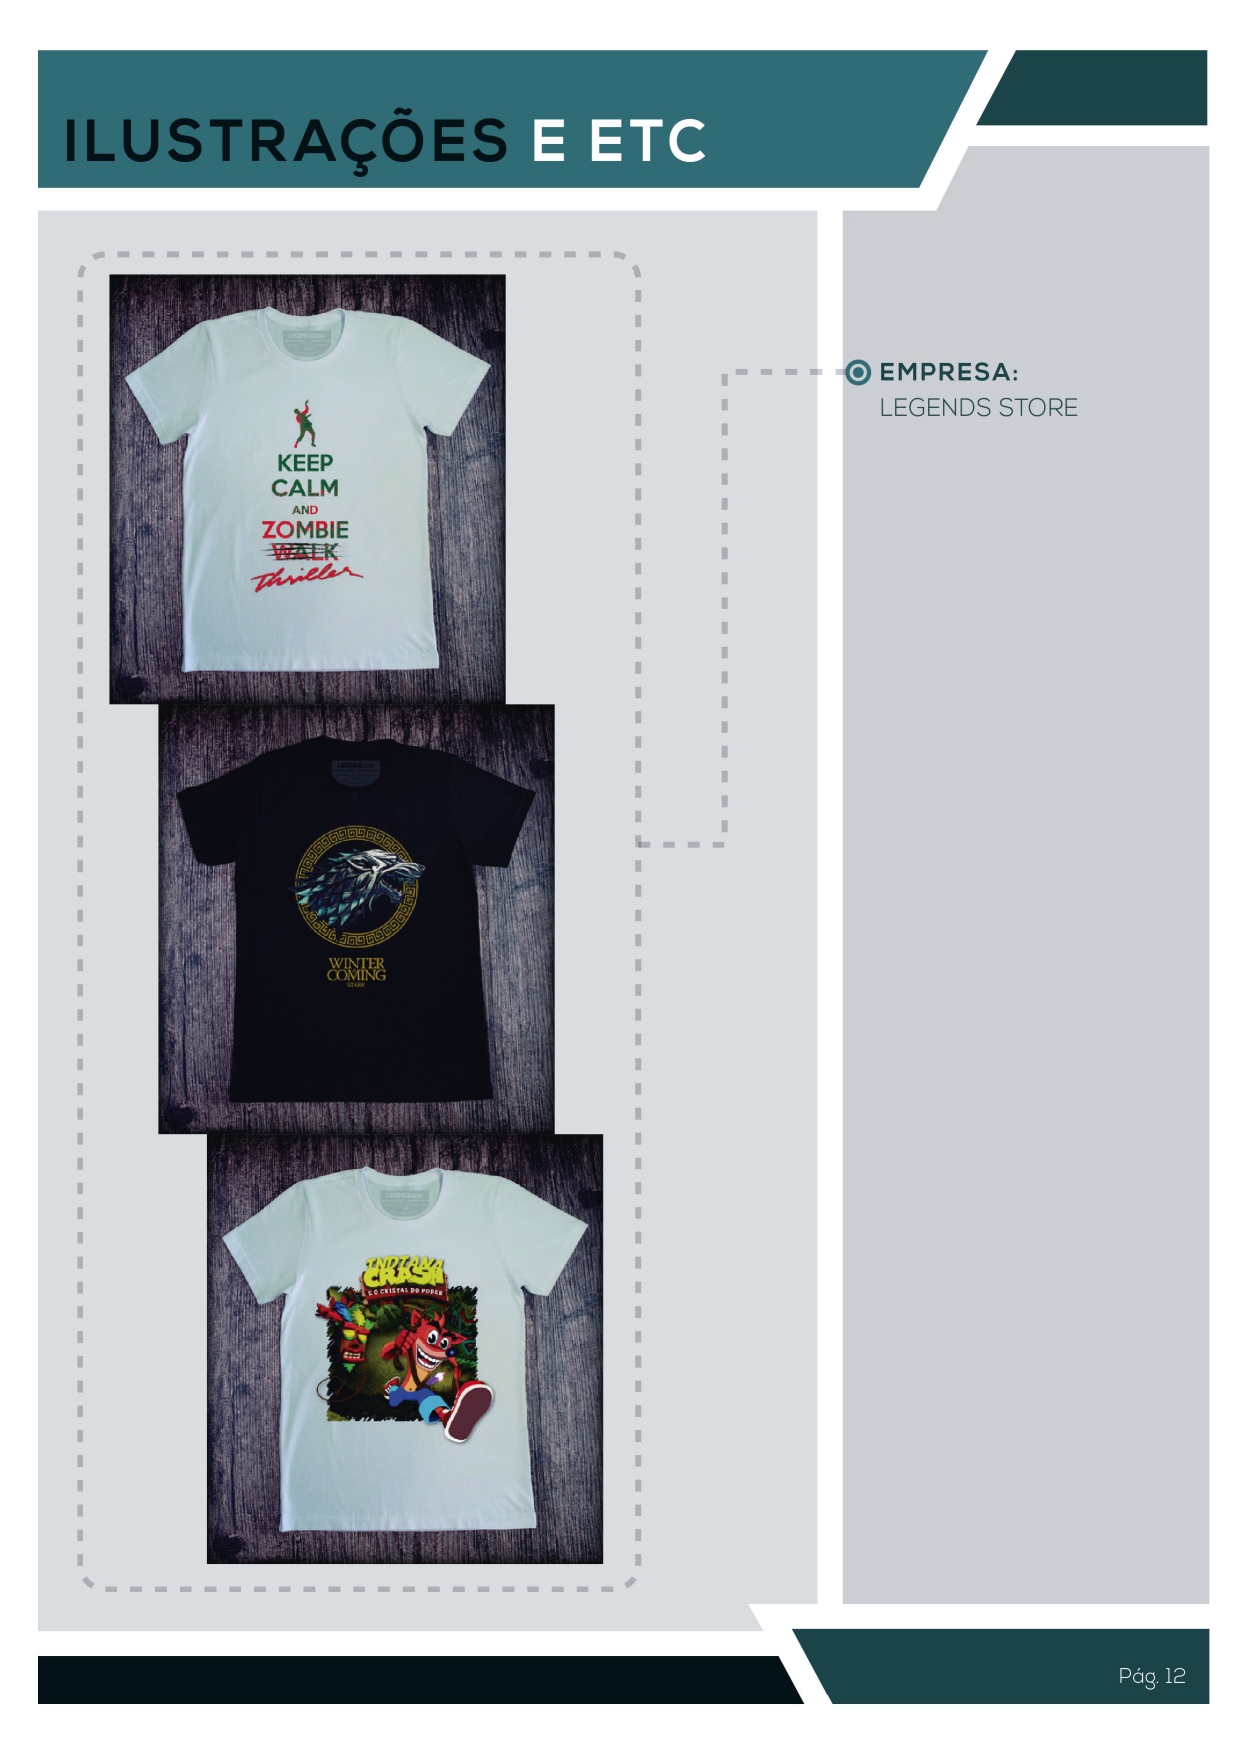 ILUSTRAÇÕES E ETC
KEEP
CALM
AND
ZOMBIE
WALK
Thriller
EMPRESA:
LEGENDS STORE
WINTER
COMING
STARK
INDIANA
CRASH
E O CRISTAL DO PODER
Pág. 12